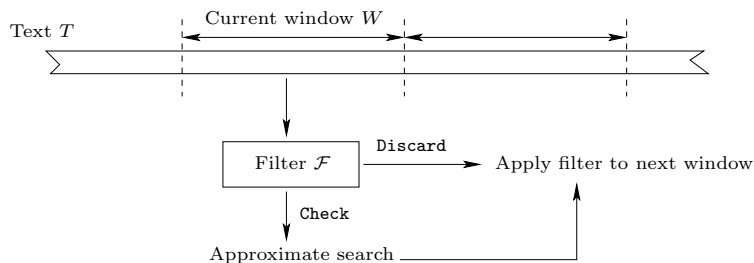 Current window W
Text T
Discard
Filter F
Apply filter to next window
Check
Approximate search